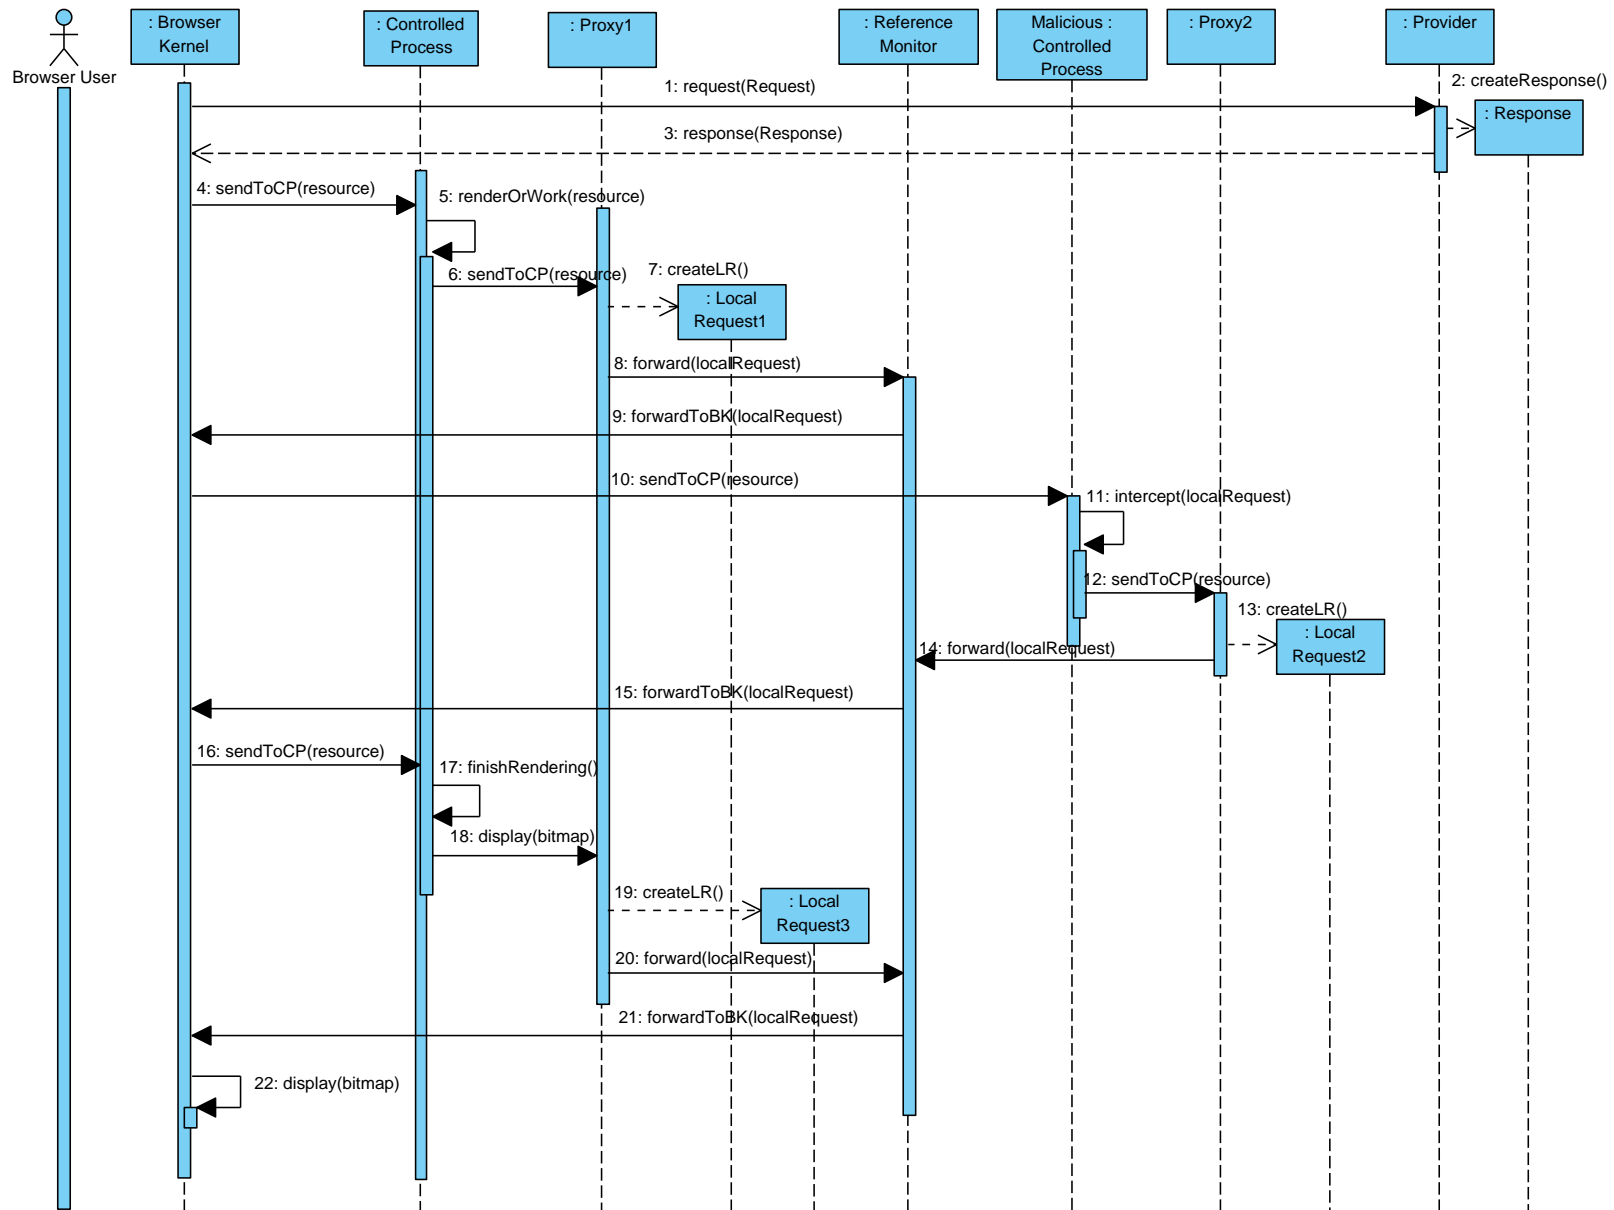 Browser User
: Browser
Kernel
: Controlled
Process
: Proxy1
: Reference
Monitor
Malicious :
Controlled
Process
: Proxy2
: Provider
1: request(Request)
2: createResponse()
: Response
3: response(Response)
4: sendToCP(resource)
5: renderOrWork(resource)
6: sendToCP(resource)
7: createLR()
: Local
Request1
8: forward(localRequest)
9: forwardToBK(localRequest)
10: sendToCP(resource)
11: intercept(localRequest)
12: sendToCP(resource)
13: createLR()
: Local
Request2
14: forward(localRequest)
15: forwardToBK(localRequest)
16: sendToCP(resource)
17: finishRendering()
18: display(bitmap)
19: createLR()
: Local
Request3
20: forward(localRequest)
21: forwardToBK(localRequest)
22: display(bitmap)